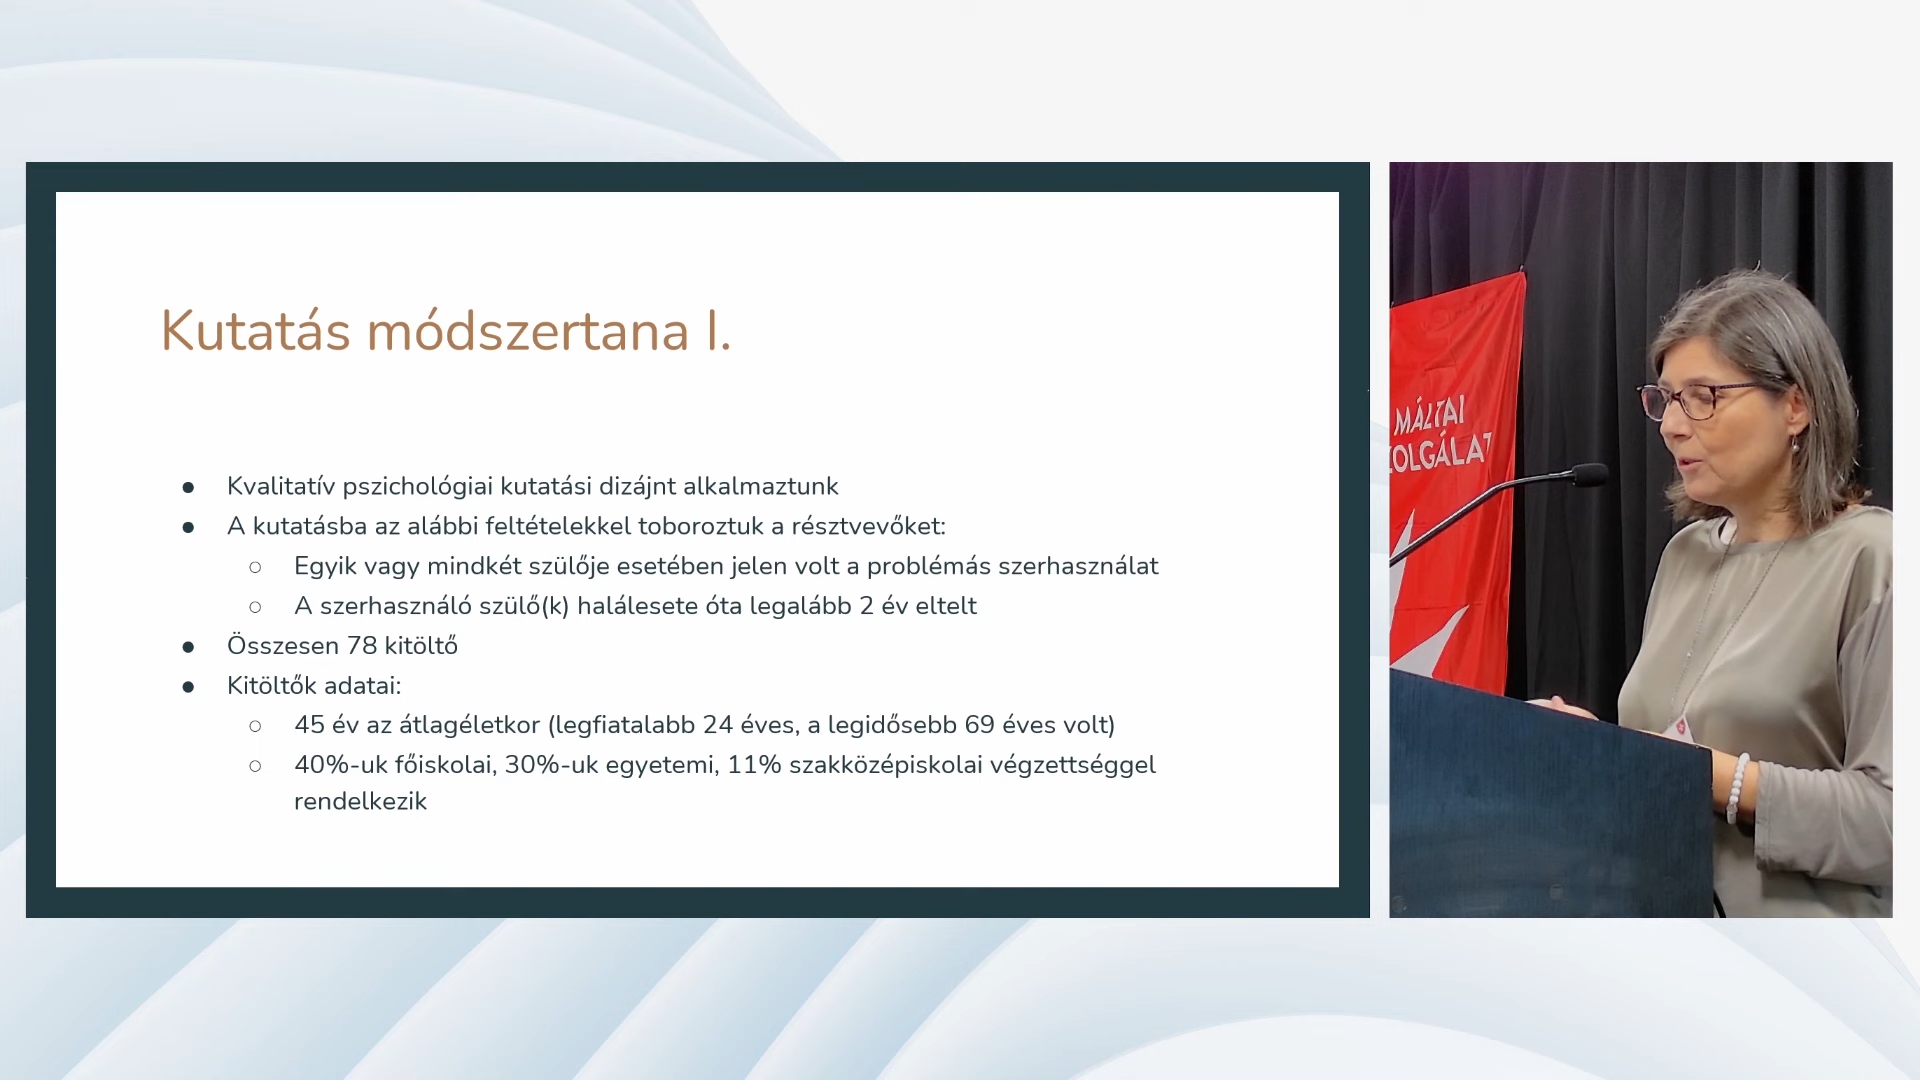 Kutatás módszertana I.
● Kvalitatív pszichológiai kutatási dizájnt alkalmaztunk
● A kutatásba az alábbi feltételekkel toboroztuk a résztvevőket:
○ Egyik vagy mindkét szülője esetében jelen volt a problémás szerhasználat
○ A szerhasználó szülő(k) halálesete óta legalább 2 év eltelt
● Összesen 78 kitöltő
● Kitöltők adatai:
○ 45 év az átlagéletkor (legfiatalabb 24 éves, a legidősebb 69 éves volt)
○ 40%-uk főiskolai, 30%-uk egyetemi, 11% szakközépiskolai végzettséggel
rendelkezik
MÁLTAI
ZOLGÁLAT